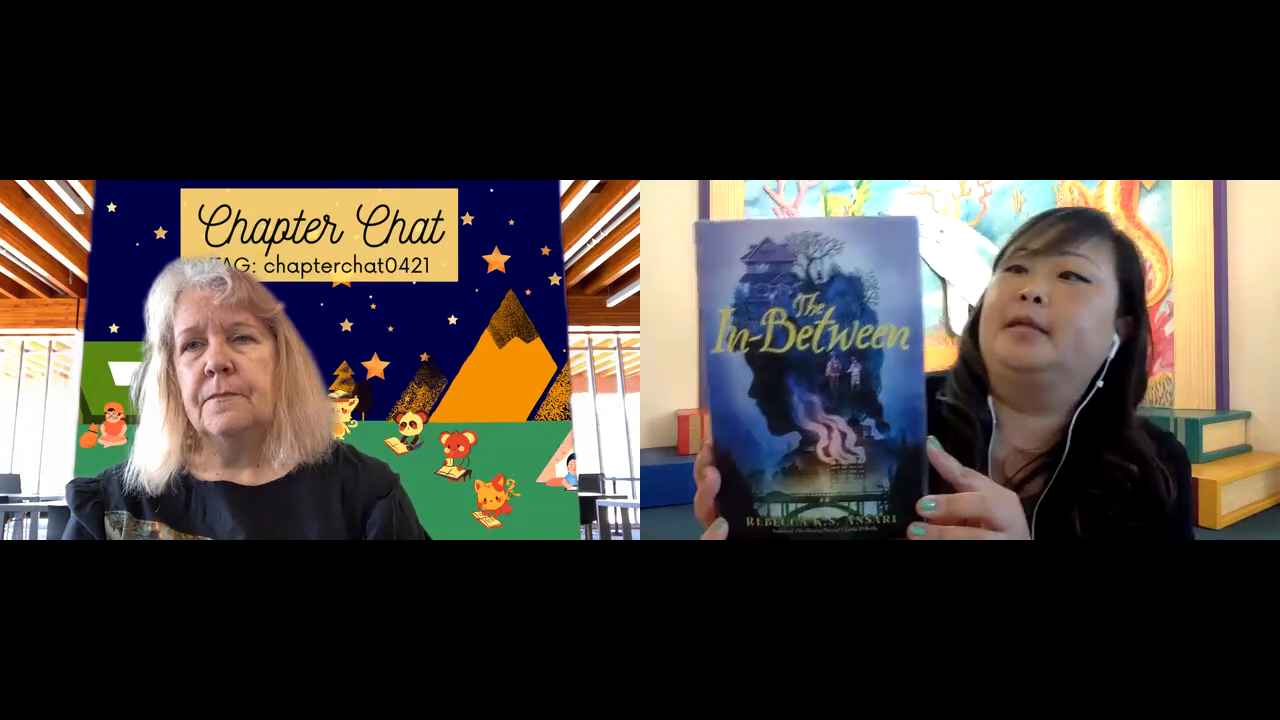 Chapter Chat
TAG: chapterchat0421
The
In-Between
REBECCA K.S. ANSARI